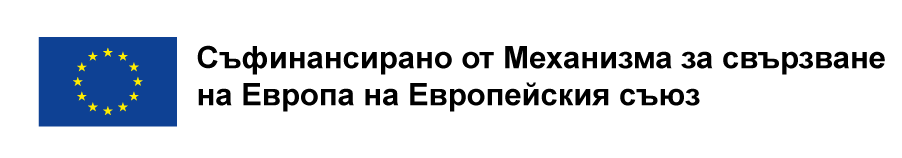 Съфинансирано от Механизма за свързване
на Европа на Европейския съюз